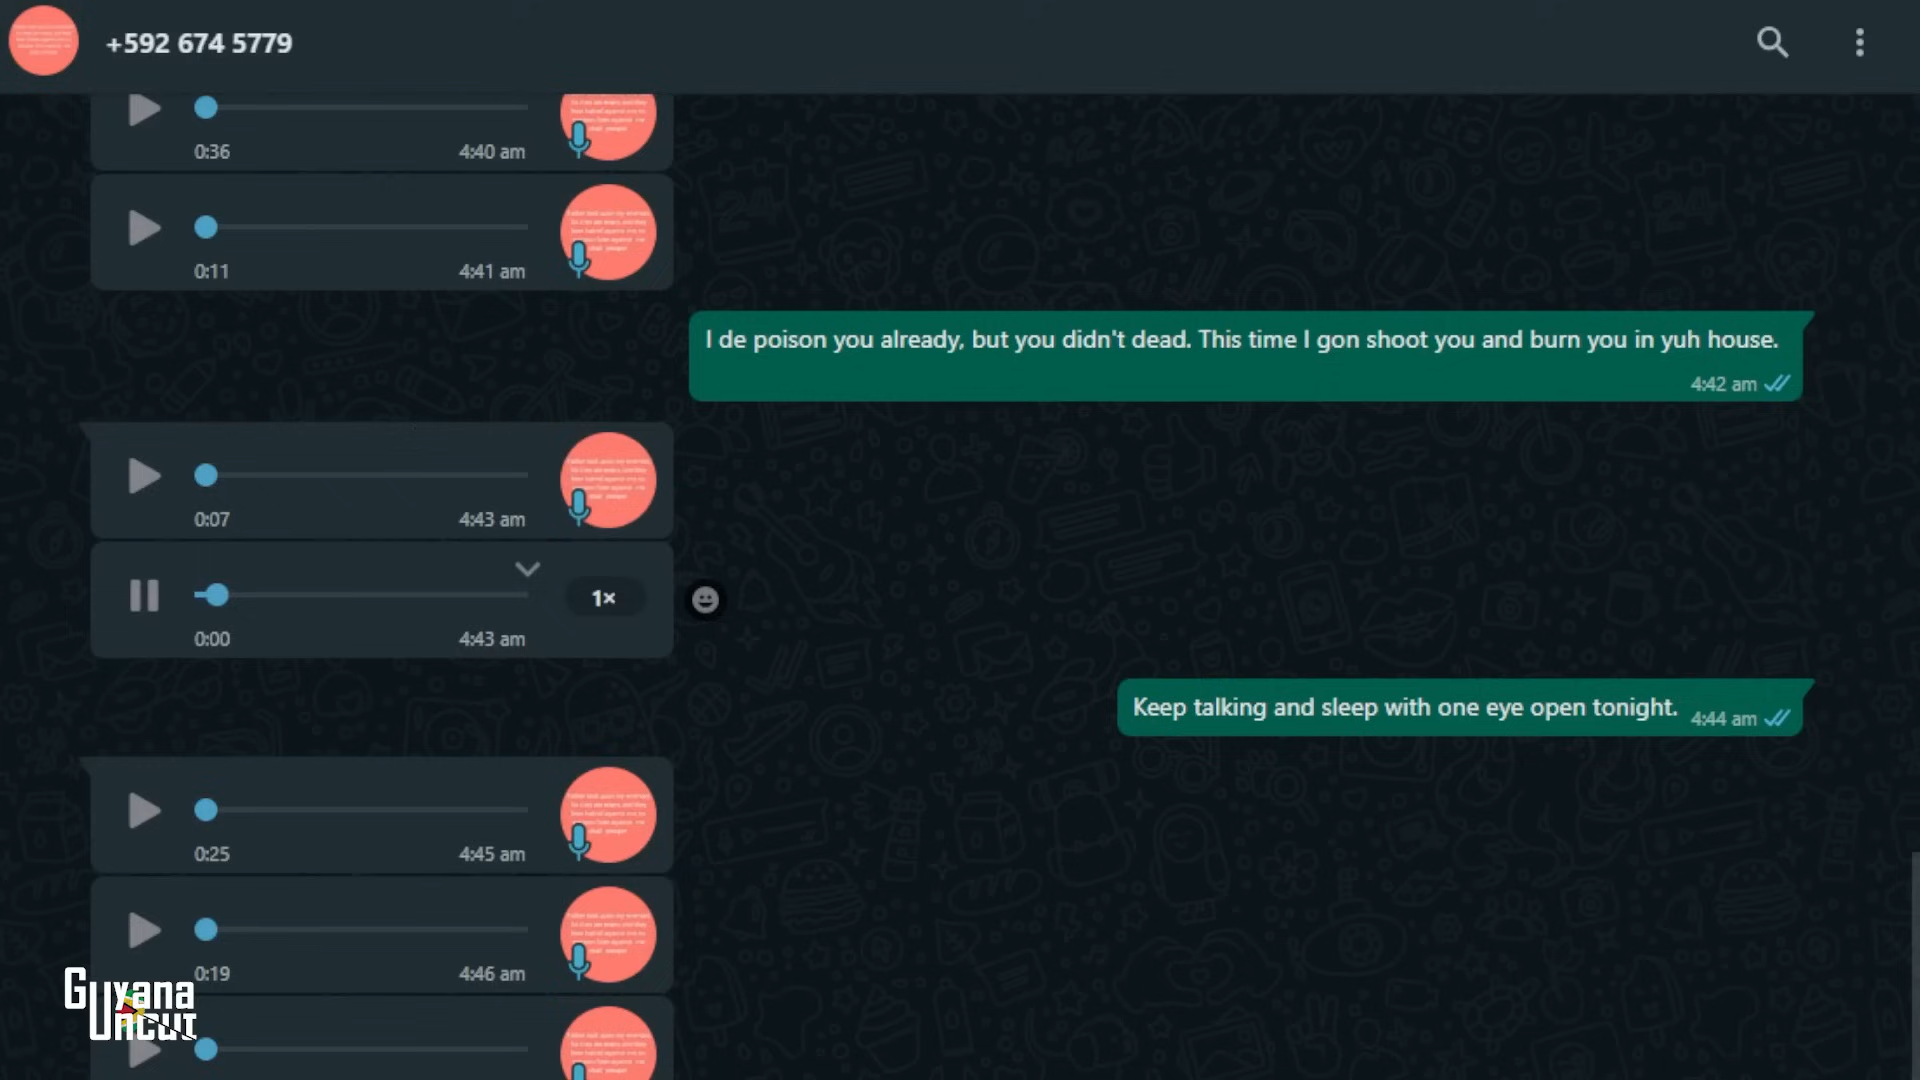 +592 674 5779
0:36 4:40 am
0:11 4:41 am
I de poison you already, but you didn't dead. This time I gon shoot you and burn you in yuh house.
4:42 am
0:07 4:43 am
1×
0:00 4:43 am
Keep talking and sleep with one eye open tonight. 4:44 am
0:25 4:45 am
0:19 4:46 am
Guyana
Uncut